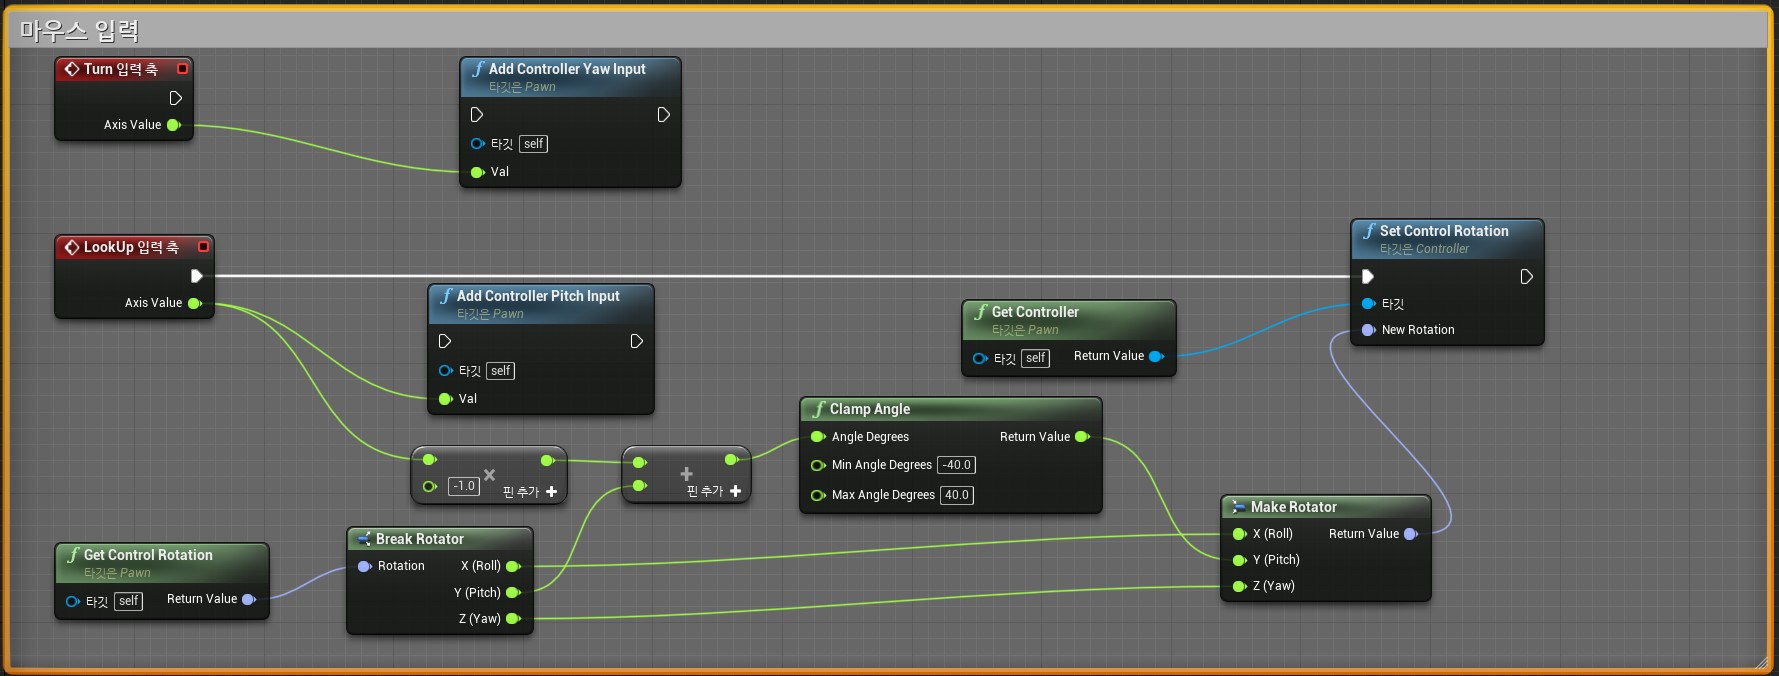 마우스 입력
Turn 입력 축
Axis Value
Add Controller Yaw Input
타깃은 Pawn
타깃 self
Val
LookUp 입력 축
Axis Value
Add Controller Pitch Input
타깃은 Pawn
타깃 self
Val
Set Control Rotation
타깃은 Controller
타깃
New Rotation
Get Controller
타깃은 Pawn
타깃 self Return Value
Clamp Angle
Angle Degrees Return Value
Min Angle Degrees -40.0
Max Angle Degrees 40.0
×
-1.0
핀 추가 +
+
핀 추가 +
Get Control Rotation
타깃은 Pawn
타깃 self Return Value
Break Rotator
Rotation X (Roll)
Y (Pitch)
Z (Yaw)
Make Rotator
X (Roll) Return Value
Y (Pitch)
Z (Yaw)